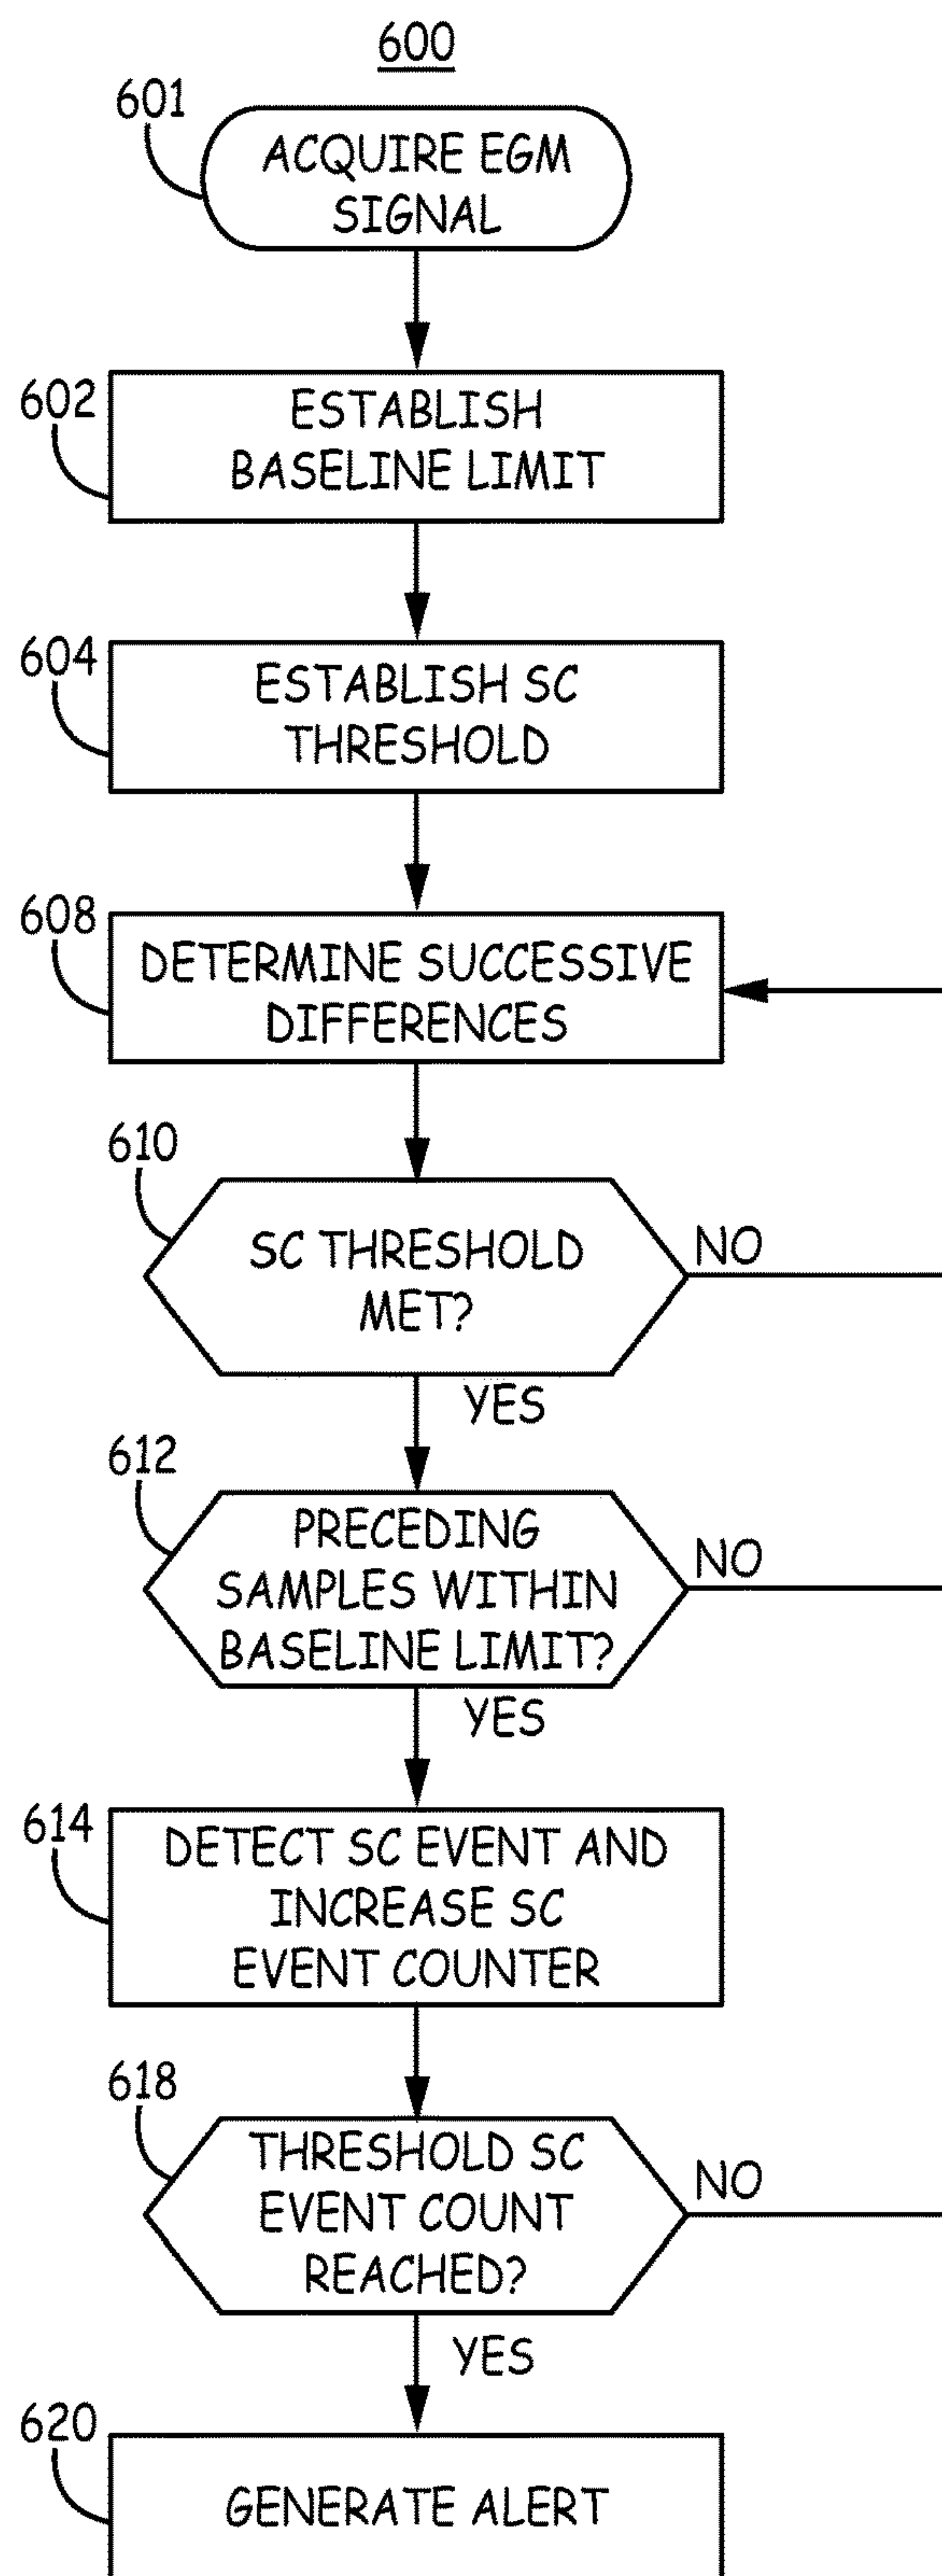 600
601
ACQUIRE EGM
SIGNAL
602
ESTABLISH
BASELINE LIMIT
604
ESTABLISH SC
THRESHOLD
608
DETERMINE SUCCESSIVE
DIFFERENCES
610
SC THRESHOLD
MET?
NO
YES
612
PRECEDING
SAMPLES WITHIN
BASELINE LIMIT?
NO
YES
614
DETECT SC EVENT AND
INCREASE SC
EVENT COUNTER
618
THRESHOLD SC
EVENT COUNT
REACHED?
NO
YES
620
GENERATE ALERT